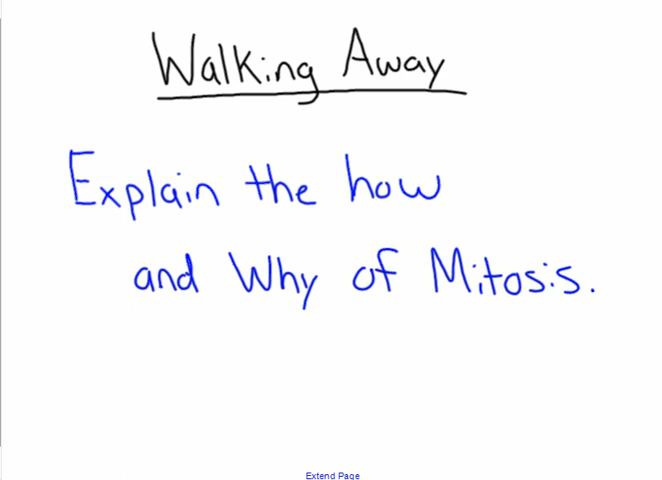 Walking Away
Explain the how
and Why of Mitosis.
Extend Page